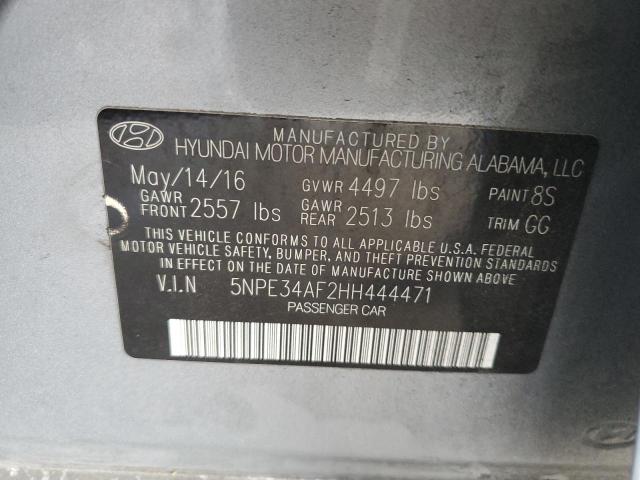 MANUFACTURED BY
HYUNDAI MOTOR MANUFACTURING ALABAMA, LLC
May/14/16 GVWR 4497 lbs PAINT 8S
GAWR FRONT 2557 lbs GAWR REAR 2513 lbs TRIM GG
THIS VEHICLE CONFORMS TO ALL APPLICABLE U.S.A. FEDERAL
MOTOR VEHICLE SAFETY, BUMPER, AND THEFT PREVENTION STANDARDS
IN EFFECT ON THE DATE OF MANUFACTURE SHOWN ABOVE
V.I.N 5NPE34AF2HH444471
PASSENGER CAR